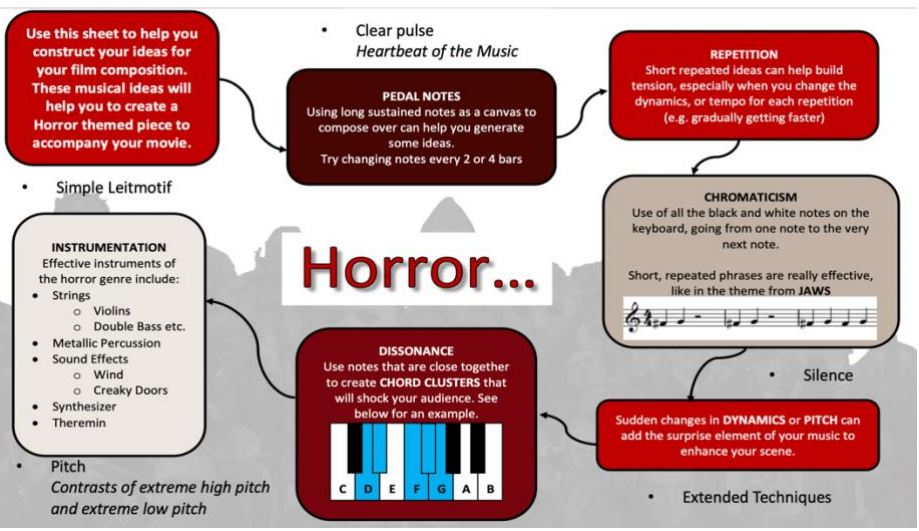 Use this sheet to help you
construct your ideas for
your film composition.
These musical ideas will
help you to create a
Horror themed piece to
accompany your movie.
• Clear pulse
Heartbeat of the Music
PEDAL NOTES
Using long sustained notes as a canvas to
compose over can help you generate
some ideas.
Try changing notes every 2 or 4 bars
REPETITION
Short repeated ideas can help build
tension, especially when you change the
dynamics, or tempo for each repetition
(e.g. gradually getting faster)
• Simple Leitmotif
CHROMATICISM
Use of all the black and white notes on the
keyboard, going from one note to the very
next note.
Short, repeated phrases are really effective,
like in the theme from JAWS
Horror...
INSTRUMENTATION
Effective instruments of
the horror genre include:
• Strings
o Violins
o Double Bass etc.
• Metallic Percussion
• Sound Effects
o Wind
o Creaky Doors
• Synthesizer
• Theremin
DISSONANCE
Use notes that are close together
to create CHORD CLUSTERS that
will shock your audience. See
below for an example.
C D E F G A B
• Silence
Sudden changes in DYNAMICS or PITCH can
add the surprise element of your music to
enhance your scene.
• Pitch
Contrasts of extreme high pitch
and extreme low pitch
• Extended Techniques